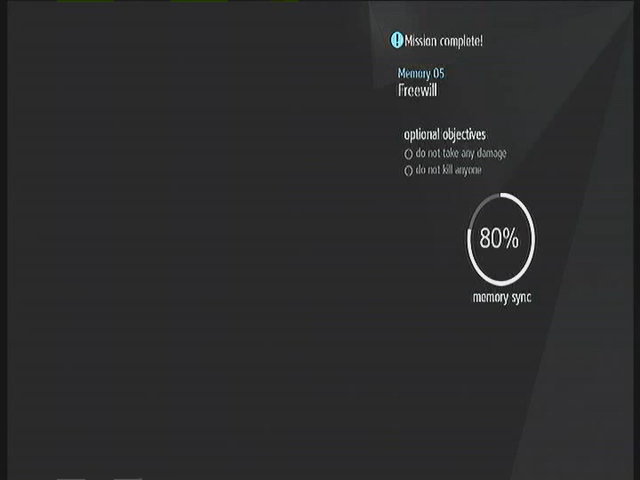 Mission complete!
Memory 05
Freewill
optional objectives
do not take any damage
do not kill anyone
80%
memory sync